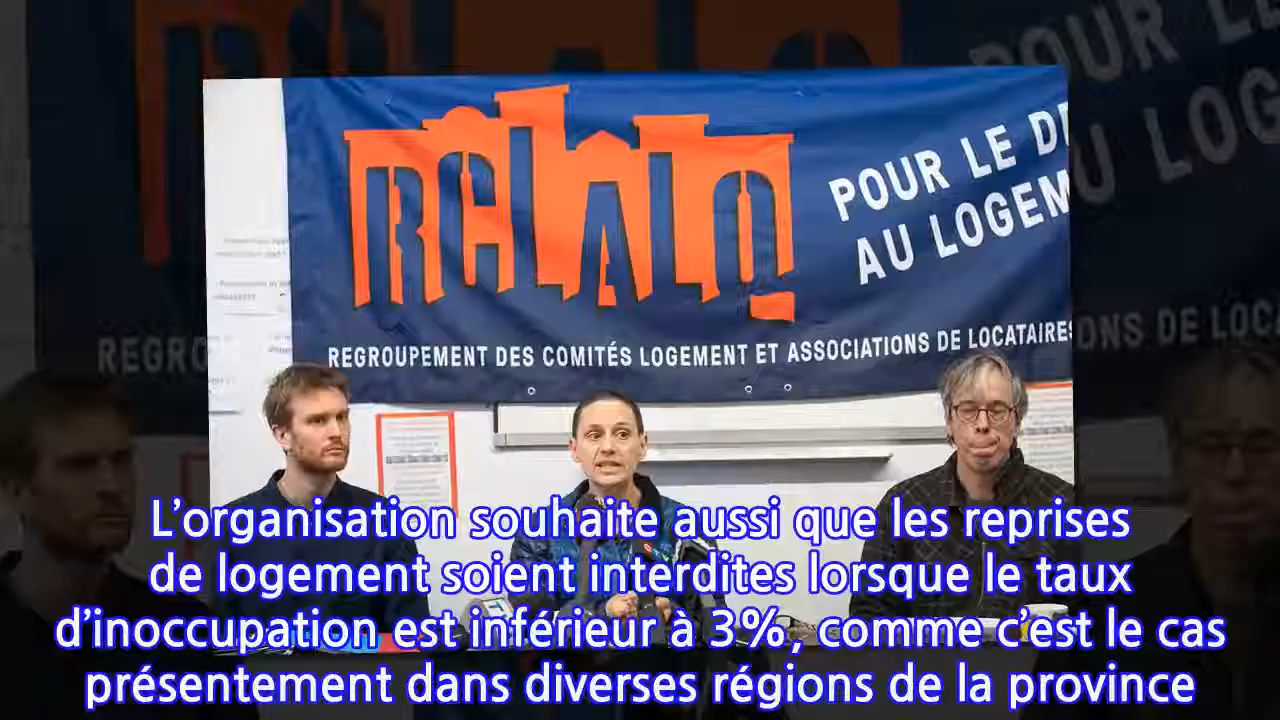 RCLALQ
POUR LE
AU LOGEM
REGROUPEMENT DES COMITÉS LOGEMENT ET ASSOCIATIONS DE LOCATAIRES
L’organisation souhaite aussi que les reprises
de logement soient interdites lorsque le taux
d’inoccupation est inférieur à 3%, comme c’est le cas
présentement dans diverses régions de la province